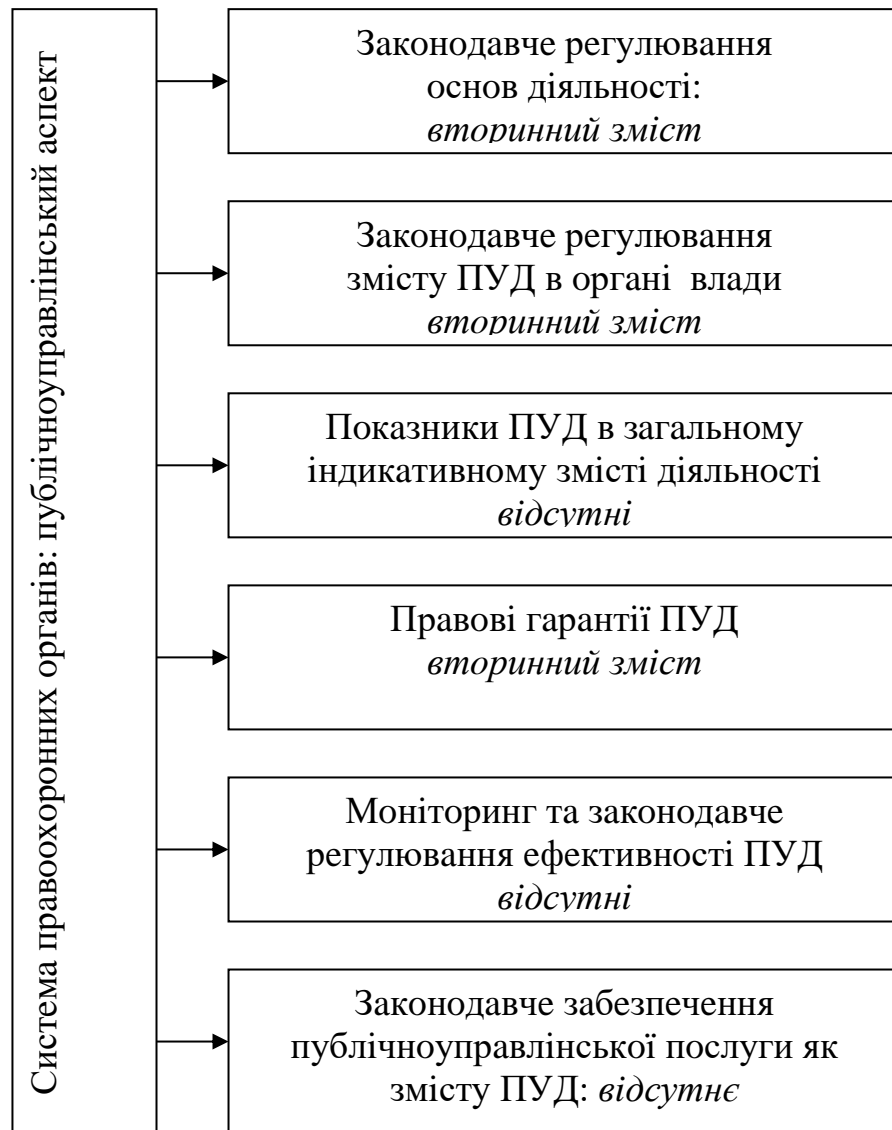 Система правоохоронних органів: публічноуправлінський аспект
Законодавче регулювання
основ діяльності:
вторинний зміст
Законодавче регулювання
змісту ПУД в органі влади
вторинний зміст
Показники ПУД в загальному
індикативному змісті діяльності
відсутні
Правові гарантії ПУД
вторинний зміст
Моніторинг та законодавче
регулювання ефективності ПУД
відсутні
Законодавче забезпечення
публічноуправлінської послуги як
змісту ПУД: відсутнє